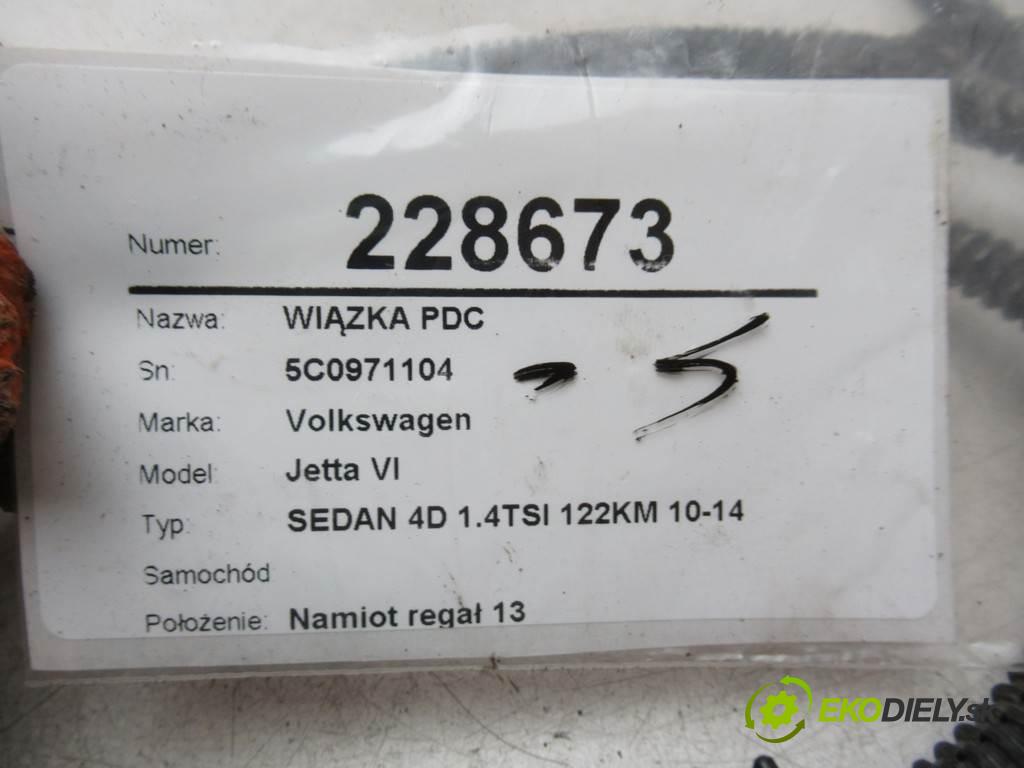 Numer: 228673
Nazwa: WIĄZKA PDC
Sn: 5C0971104 - 5
Marka: Volkswagen
Model: Jetta VI
Typ: SEDAN 4D 1.4TSI 122KM 10-14
Samochód
Położenie: Namiot regał 13
EKODIELY.sk